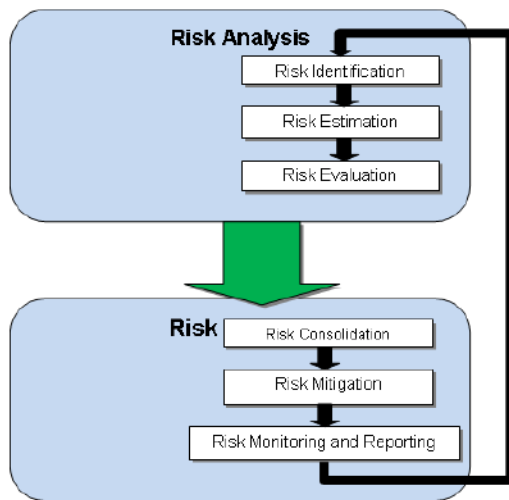 Risk Analysis
Risk Identification
Risk Estimation
Risk Evaluation
Risk
Risk Consolidation
Risk Mitigation
Risk Monitoring and Reporting